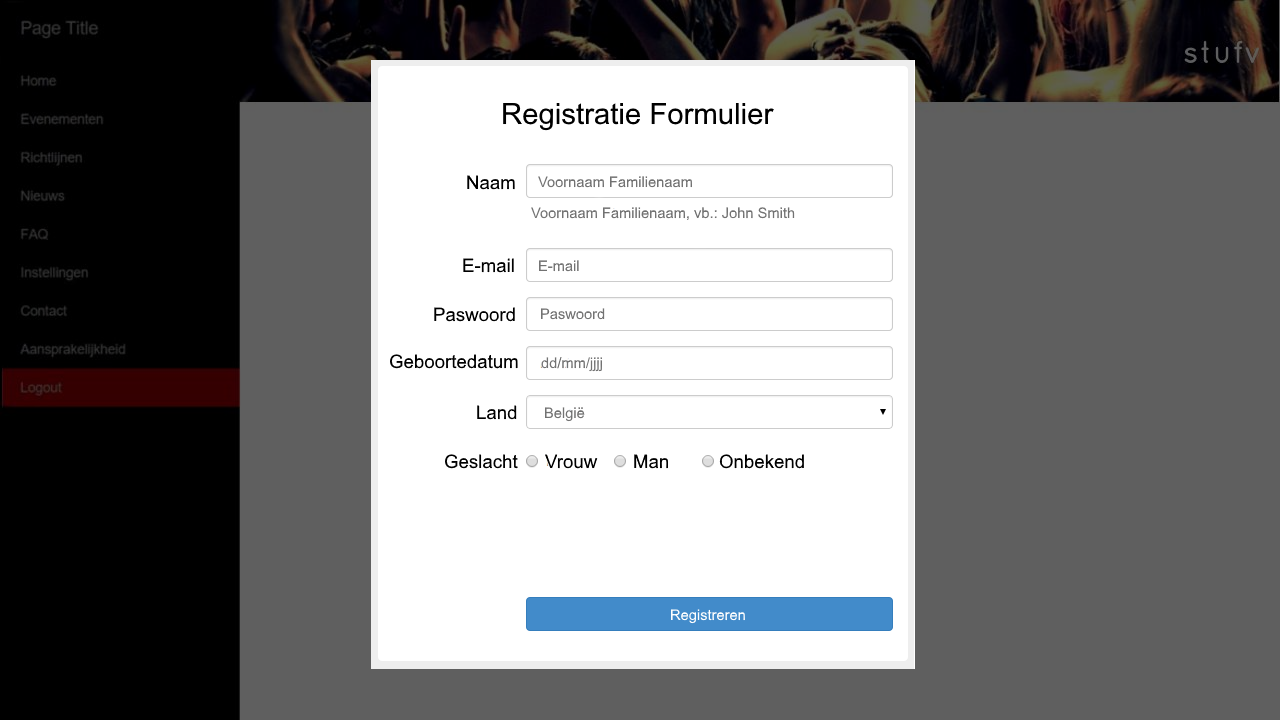 Page Title
stufv
Home
Evenementen
Richtlijnen
Nieuws
FAQ
Instellingen
Contact
Aansprakelijkheid
Logout
Registratie Formulier
Naam Voornaam Familienaam
Voornaam Familienaam, vb.: John Smith
E-mail E-mail
Paswoord Paswoord
Geboortedatum dd/mm/jjjj
Land België
Geslacht Vrouw Man Onbekend
Registreren